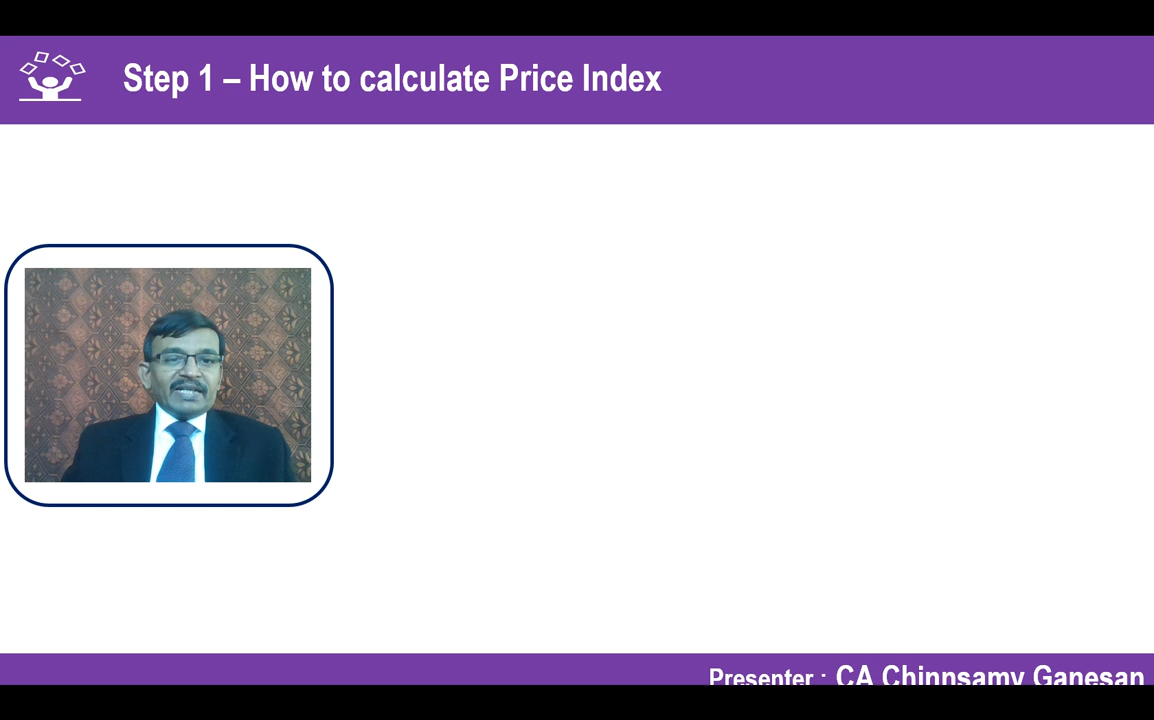 Step 1 – How to calculate Price Index
Presenter : CA Chinnsamy Ganesan